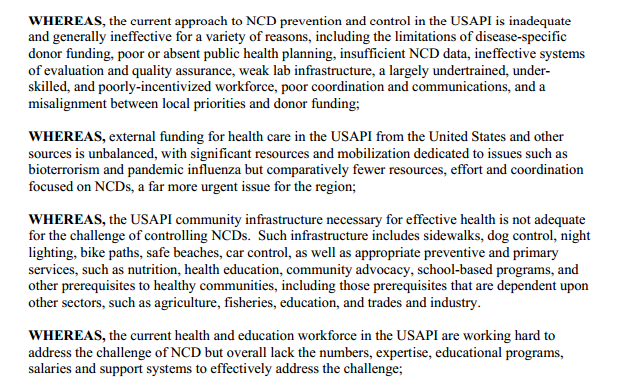 WHEREAS, the current approach to NCD prevention and control in the USAPI is inadequate
and generally ineffective for a variety of reasons, including the limitations of disease-specific
donor funding, poor or absent public health planning, insufficient NCD data, ineffective systems
of evaluation and quality assurance, weak lab infrastructure, a largely undertrained, under-
skilled, and poorly-incentivized workforce, poor coordination and communications, and a
misalignment between local priorities and donor funding;
WHEREAS, external funding for health care in the USAPI from the United States and other
sources is unbalanced, with significant resources and mobilization dedicated to issues such as
bioterrorism and pandemic influenza but comparatively fewer resources, effort and coordination
focused on NCDs, a far more urgent issue for the region;
WHEREAS, the USAPI community infrastructure necessary for effective health is not adequate
for the challenge of controlling NCDs.  Such infrastructure includes sidewalks, dog control, night
lighting, bike paths, safe beaches, car control, as well as appropriate preventive and primary
services, such as nutrition, health education, community advocacy, school-based programs, and
other prerequisites to healthy communities, including those prerequisites that are dependent upon
other sectors, such as agriculture, fisheries, education, and trades and industry.
WHEREAS, the current health and education workforce in the USAPI are working hard to
address the challenge of NCD but overall lack the numbers, expertise, educational programs,
salaries and support systems to effectively address the challenge;